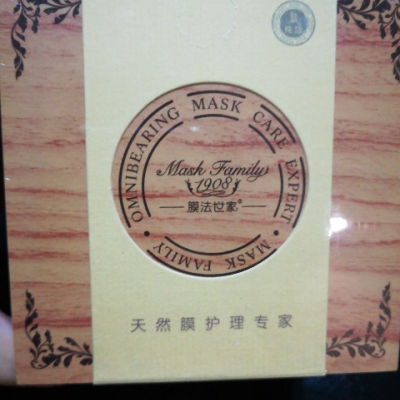 OMNIBEARING MASK CARE EXPERT
Mask Family
1908
膜法世家®
MASK FAMILY
天然膜护理专家